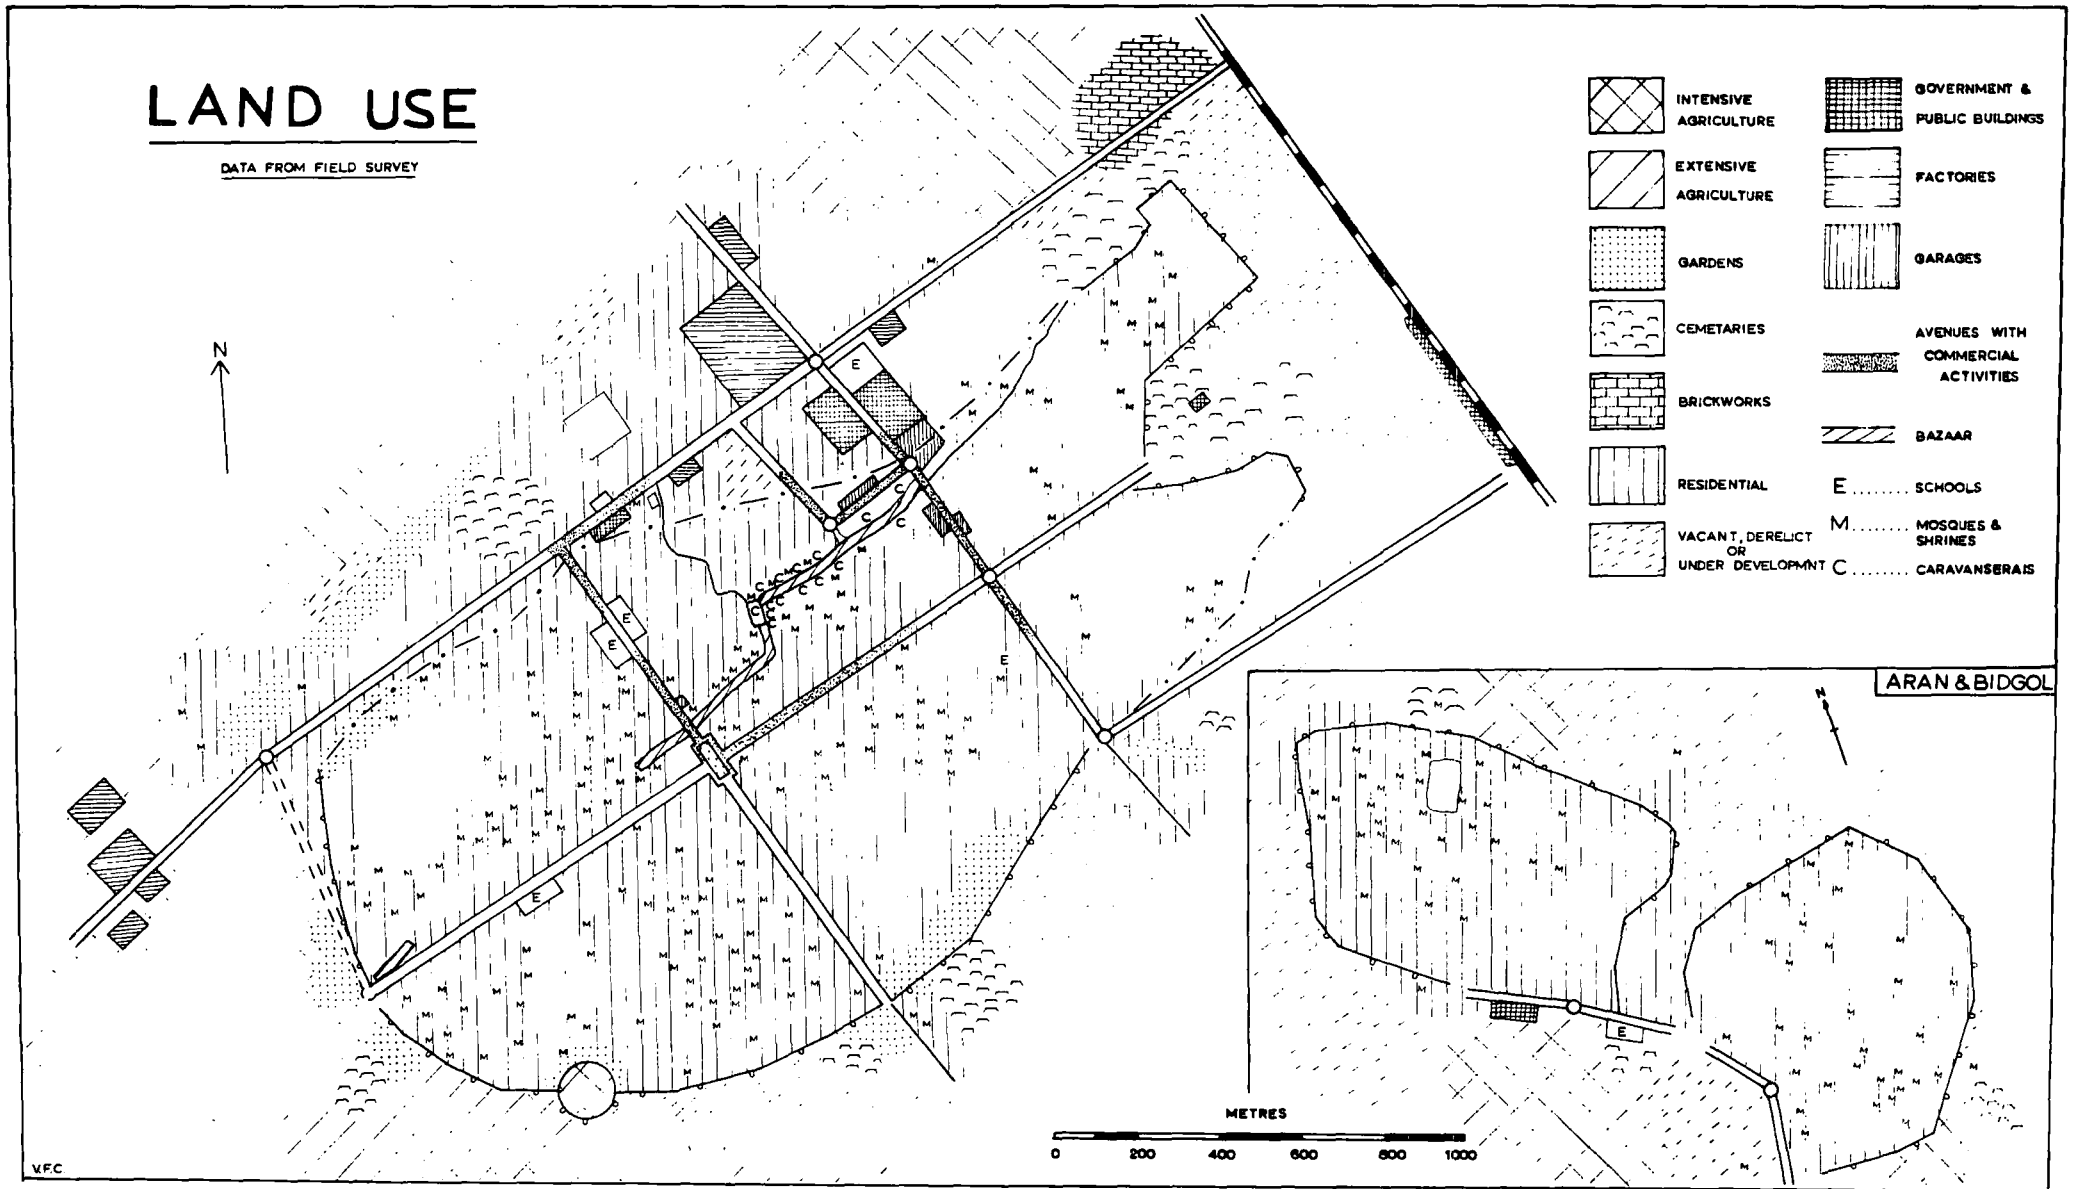 LAND USE
DATA FROM FIELD SURVEY
N
INTENSIVE
AGRICULTURE
EXTENSIVE
AGRICULTURE
GARDENS
CEMETARIES
BRICKWORKS
RESIDENTIAL
VACANT, DERELICT
OR
UNDER DEVELOPMNT
GOVERNMENT &
PUBLIC BUILDINGS
FACTORIES
GARAGES
AVENUES WITH
COMMERCIAL
ACTIVITIES
BAZAAR
E ........ SCHOOLS
M ........ MOSQUES &
SHRINES
C ........ CARAVANSERAIS
E
E
E
E
E
ARAN & BIDGOL
N
E
METRES
0 200 400 600 800 1000
V.F.C.